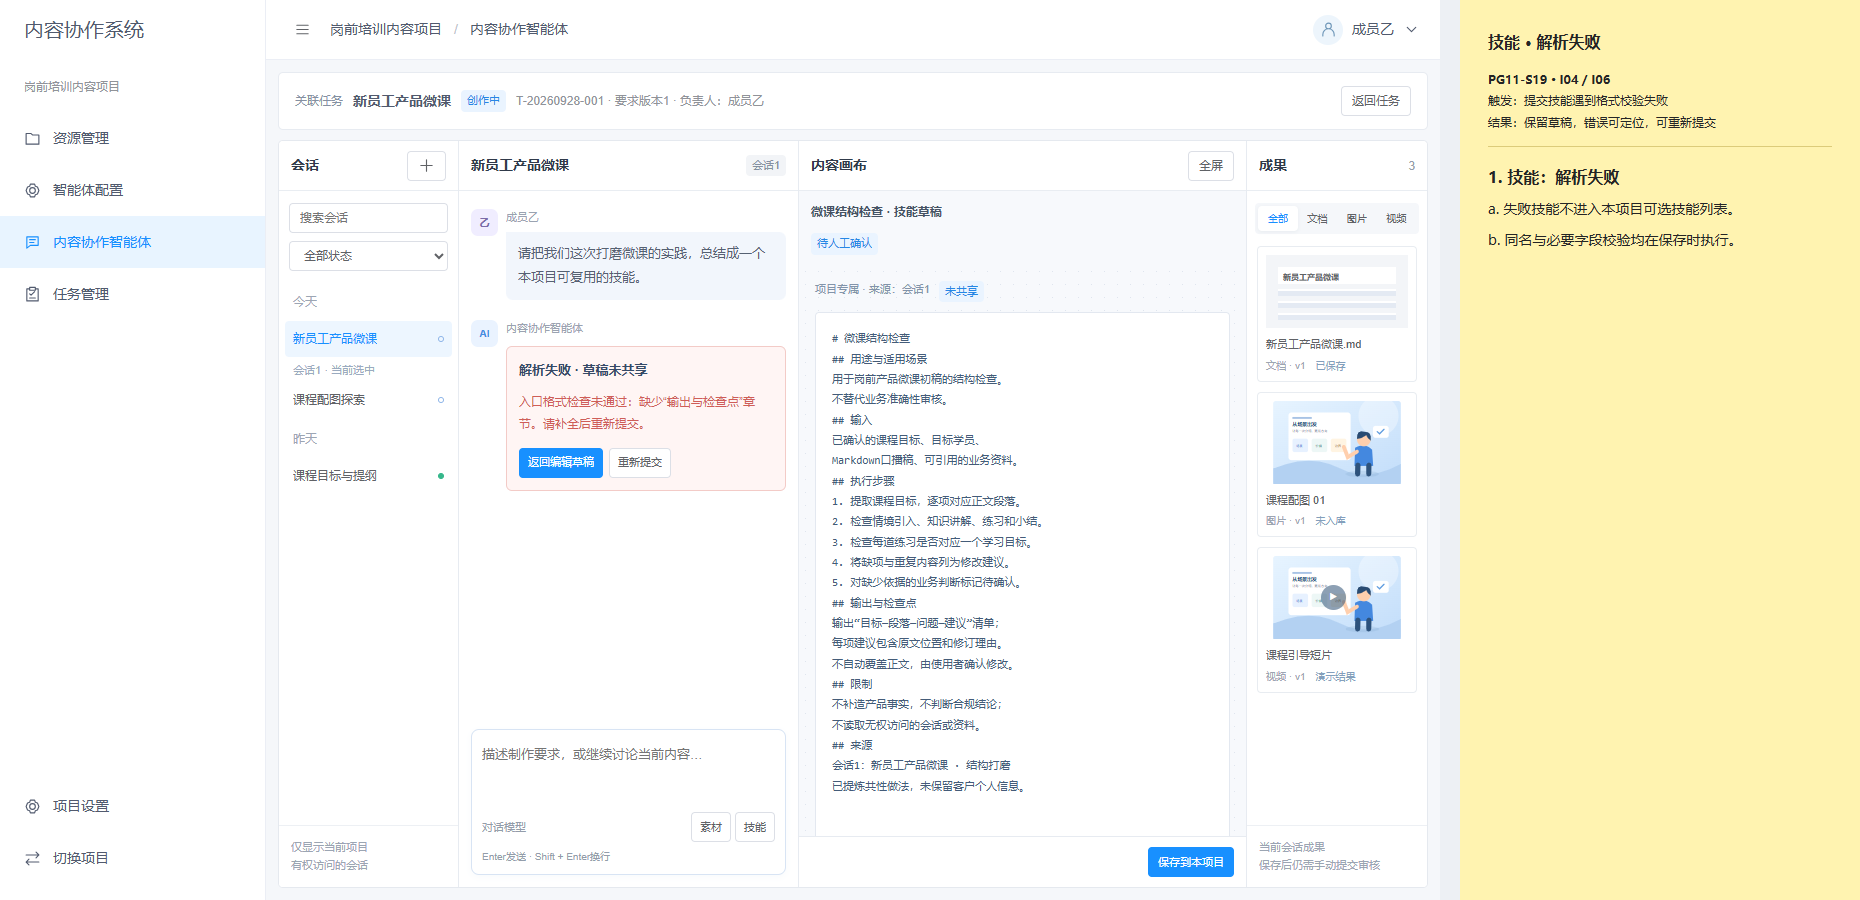 内容协作系统
岗前培训内容项目
资源管理
智能体配置
内容协作智能体
任务管理
项目设置
切换项目
岗前培训内容项目 / 内容协作智能体
成员乙
关联任务 新员工产品微课 创作中 T-20260928-001 · 要求版本1 · 负责人：成员乙
返回任务
会话
搜索会话
全部状态
今天
新员工产品微课
会话1 · 当前选中
课程配图探索
昨天
课程目标与提纲
仅显示当前项目
有权访问的会话
新员工产品微课 会话1
乙
成员乙
请把我们这次打磨微课的实践，总结成一个
本项目可复用的技能。
AI
内容协作智能体
解析失败 · 草稿未共享
入口格式检查未通过：缺少“输出与检查点”章
节。请补全后重新提交。
返回编辑草稿 重新提交
描述制作要求，或继续讨论当前内容…
对话模型 素材 技能
Enter发送 · Shift + Enter换行
内容画布 全屏
微课结构检查 · 技能草稿
待人工确认
项目专属 · 来源：会话1 未共享
# 微课结构检查
## 用途与适用场景
用于岗前产品微课初稿的结构检查。
不替代业务准确性审核。
## 输入
已确认的课程目标、目标学员、
Markdown口播稿、可引用的业务资料。
## 执行步骤
1. 提取课程目标，逐项对应正文段落。
2. 检查情境引入、知识讲解、练习和小结。
3. 检查每道练习是否对应一个学习目标。
4. 将缺项与重复内容列为修改建议。
5. 对缺少依据的业务判断标记待确认。
## 输出与检查点
输出“目标—段落—问题—建议”清单；
每项建议包含原文位置和修订理由。
不自动覆盖正文，由使用者确认修改。
## 限制
不补造产品事实，不判断合规结论；
不读取无权访问的会话或资料。
## 来源
会话1：新员工产品微课 · 结构打磨
已提炼共性做法，未保留客户个人信息。
保存到本项目
成果 3
全部 文档 图片 视频
新员工产品微课
新员工产品微课.md
文档 · v1 已保存
从场景出发
课程配图 01
图片 · v1 未入库
从场景出发
课程引导短片
视频 · v1 演示结果
当前会话成果
保存后仍需手动提交审核
技能 • 解析失败
PG11-S19 • I04 / I06
触发：提交技能遇到格式校验失败
结果：保留草稿，错误可定位，可重新提交
1. 技能：解析失败
a. 失败技能不进入本项目可选技能列表。
b. 同名与必要字段校验均在保存时执行。